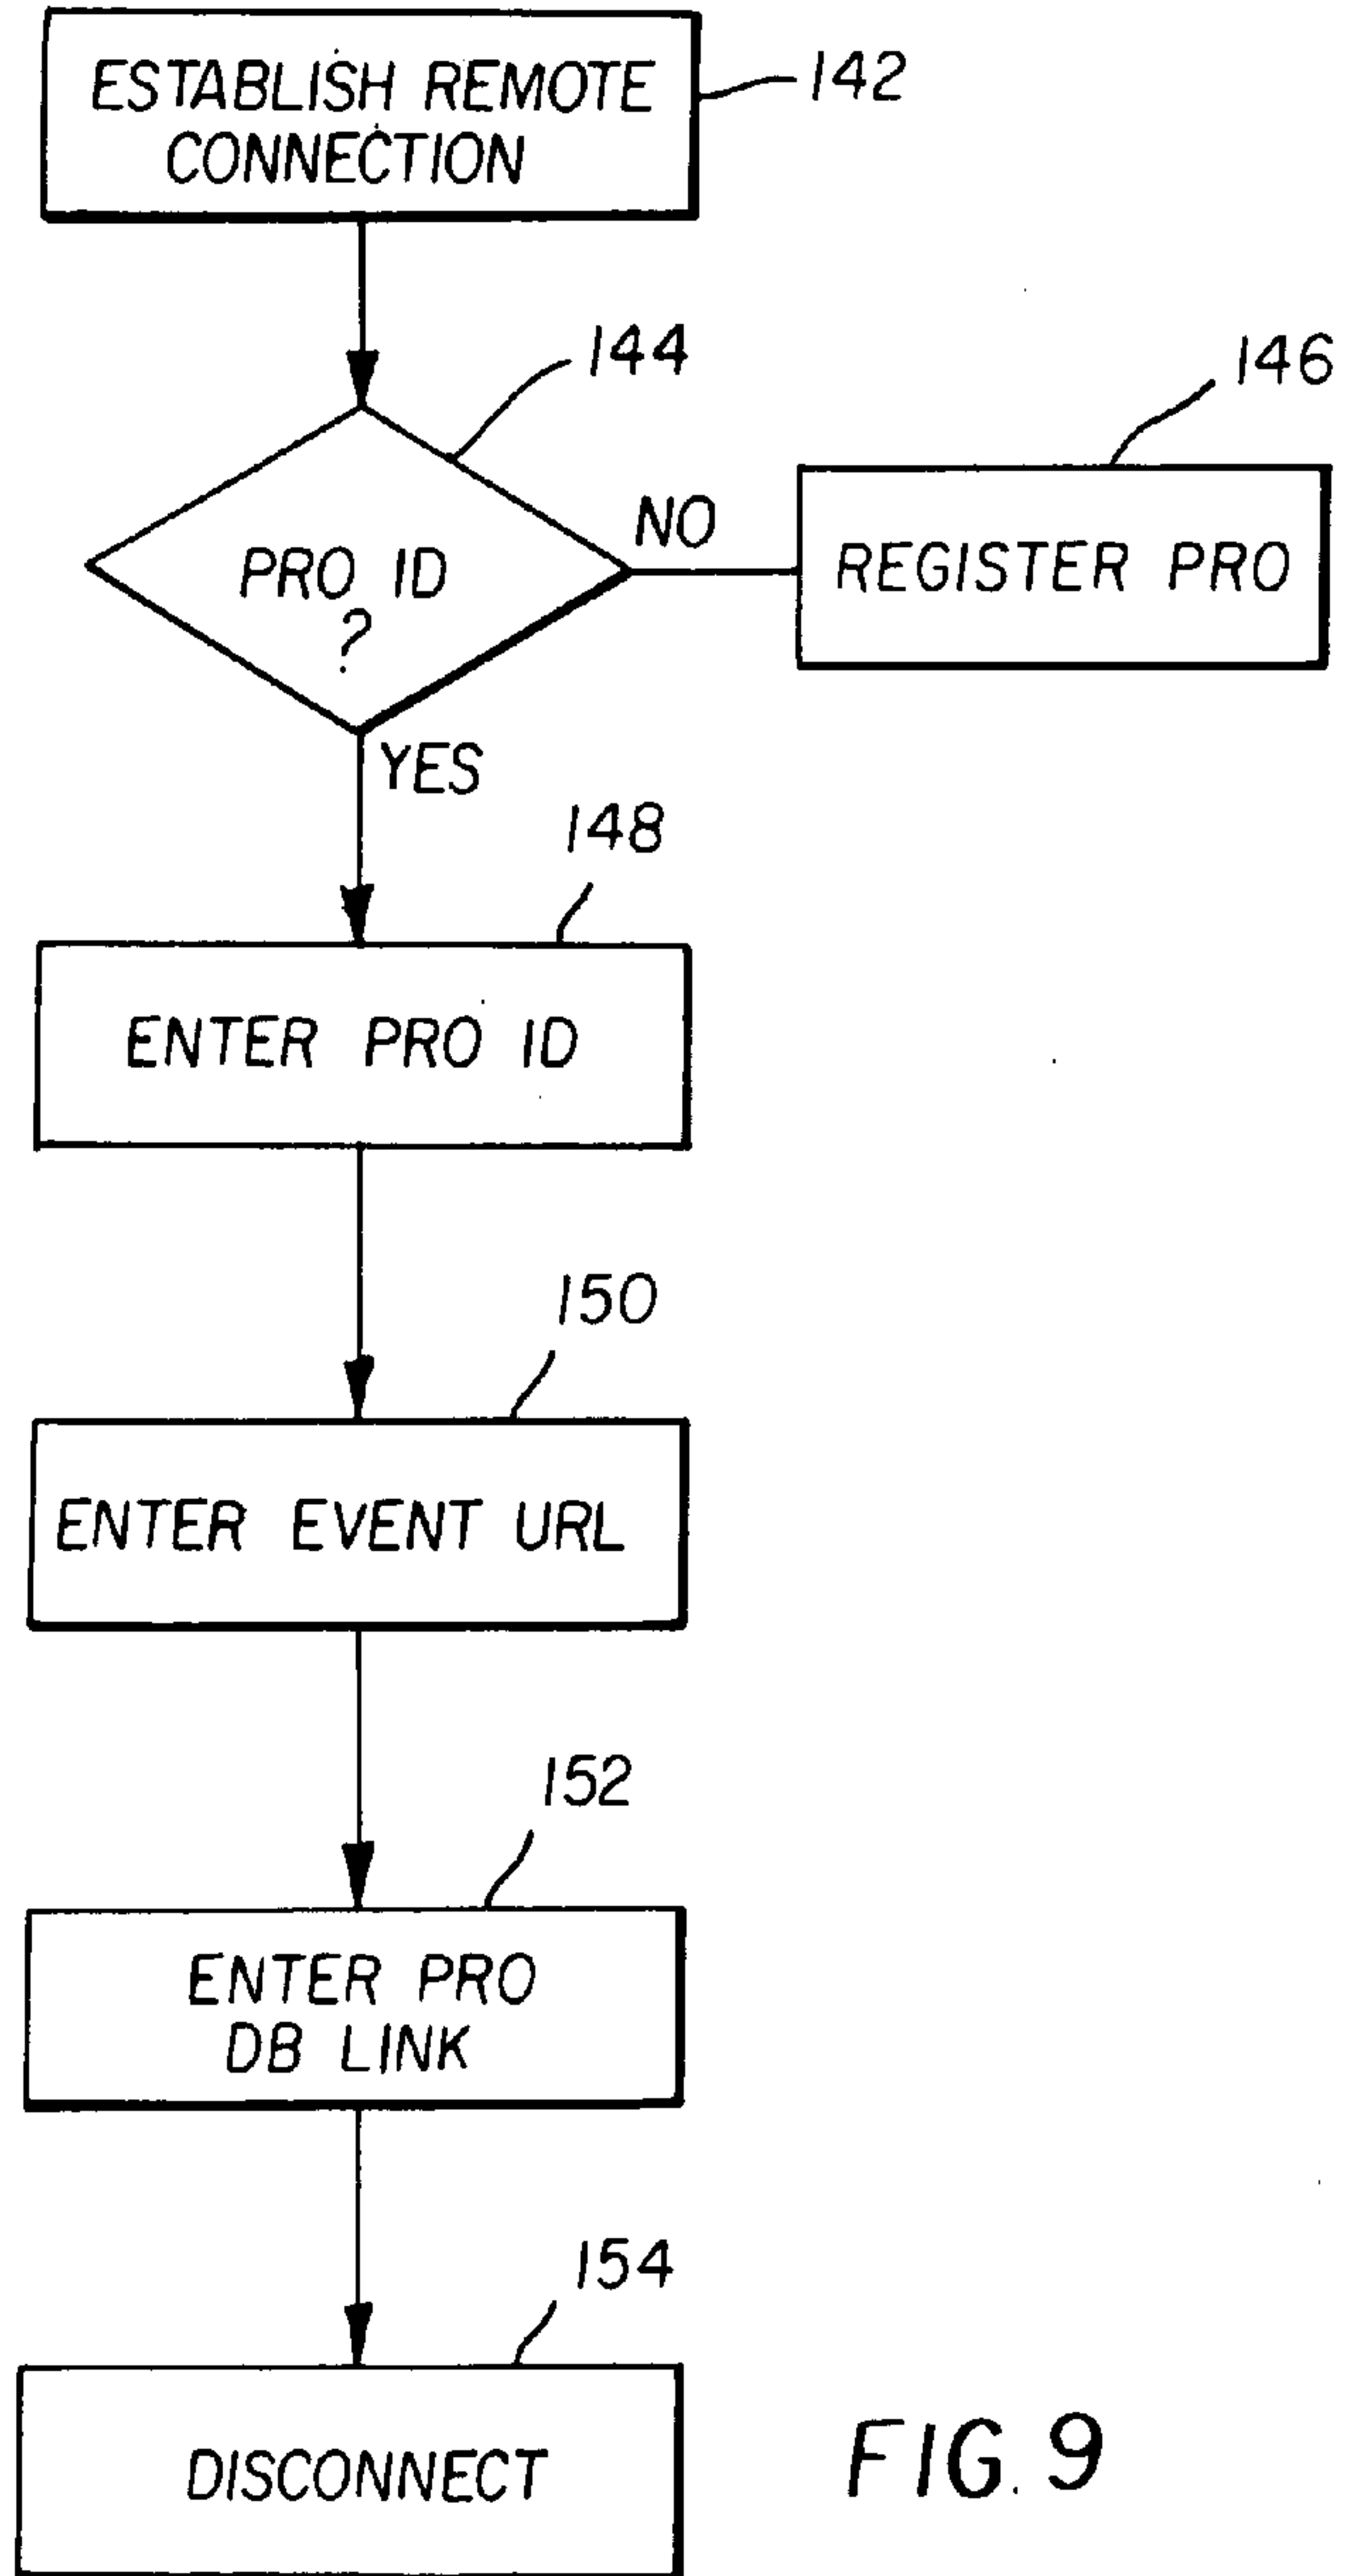 ESTABLISH REMOTE
CONNECTION
142
144
146
PRO ID
?
NO
REGISTER PRO
YES
148
ENTER PRO ID
150
ENTER EVENT URL
152
ENTER PRO
DB LINK
154
DISCONNECT
FIG. 9